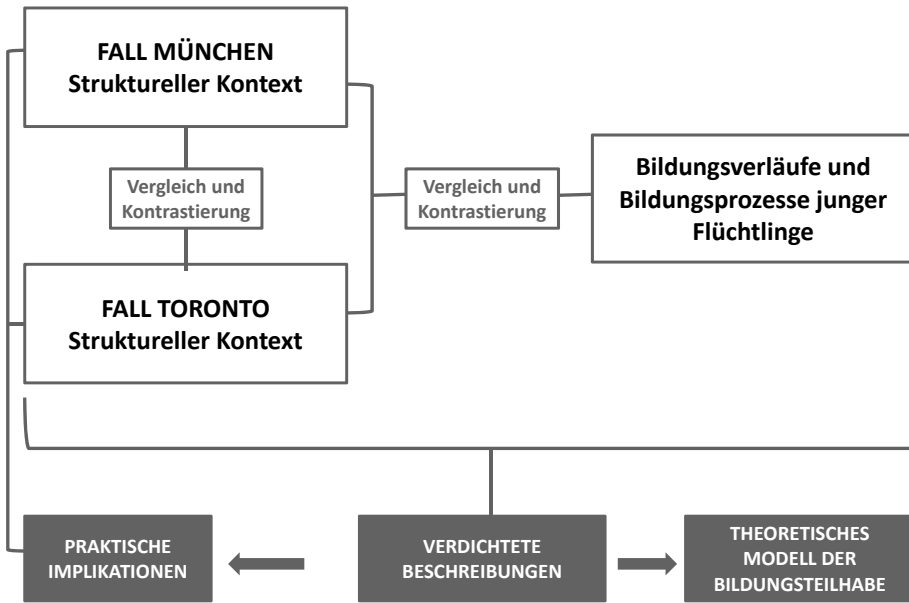 FALL MÜNCHEN
Struktureller Kontext
Vergleich und
Kontrastierung
FALL TORONTO
Struktureller Kontext
Vergleich und
Kontrastierung
Bildungsverläufe und
Bildungsprozesse junger
Flüchtlinge
PRAKTISCHE
IMPLIKATIONEN
VERDICHTETE
BESCHREIBUNGEN
THEORETISCHES
MODELL DER
BILDUNGSTEILHABE